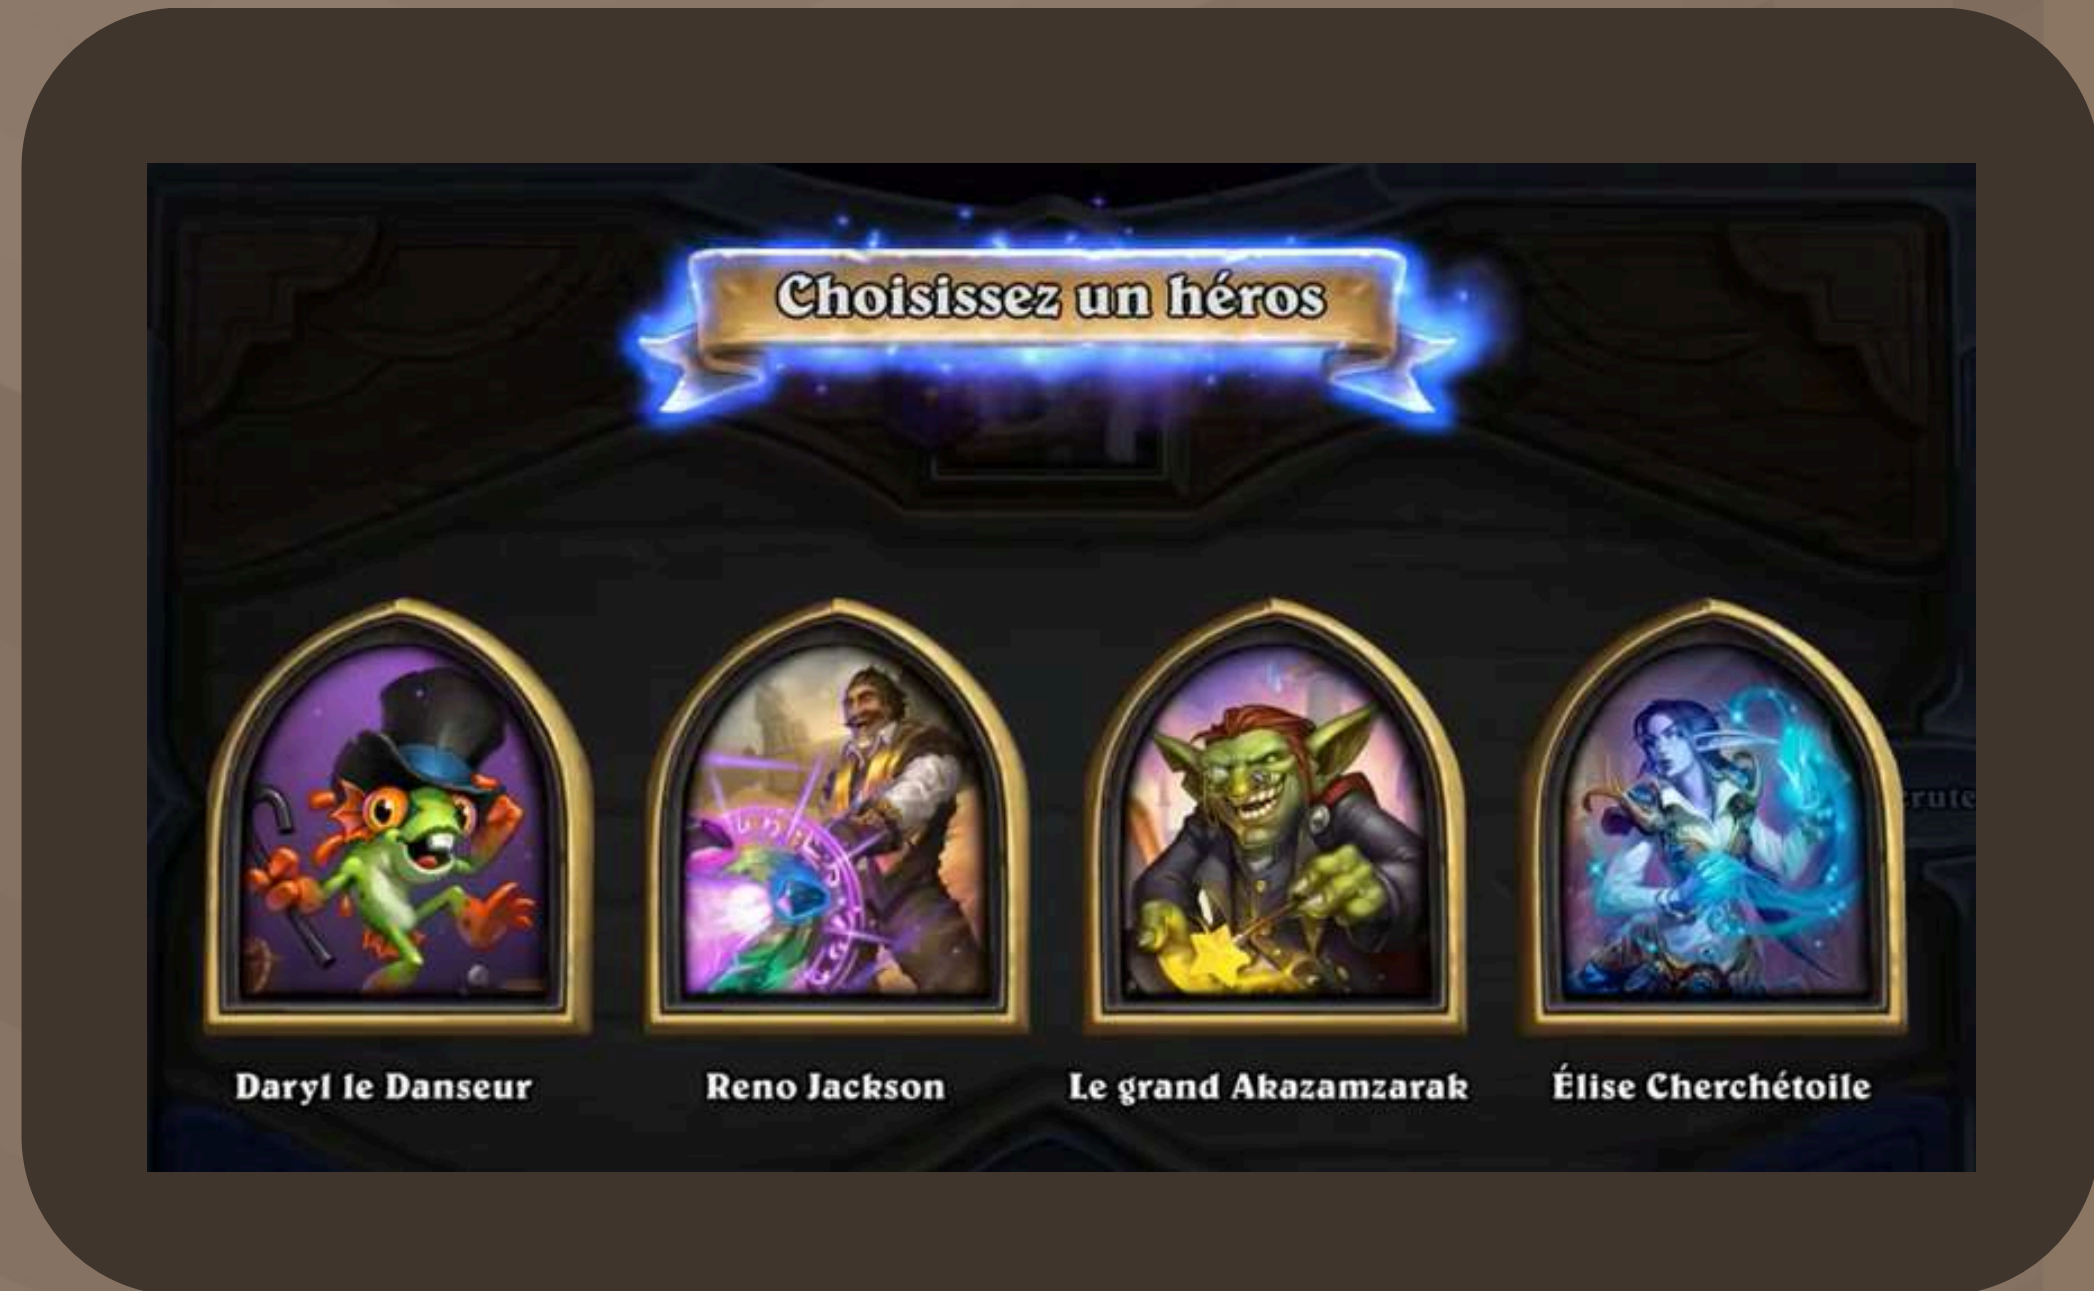 Choisissez un héros
Daryl le Danseur
Reno Jackson
Le grand Akazamzarak
Élise Cherchétoile